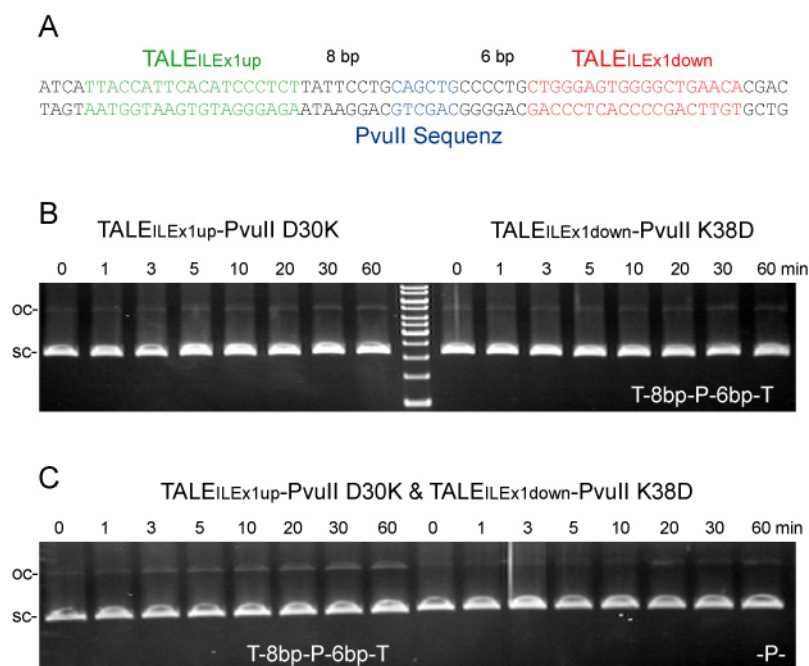 A
TALEILEx1up 8 bp 6 bp TALEILEx1down
ATCATTACCATTCACATCCCTCTTATTCCTGCAGCTGCCCCTGCTGGGAGTGGGGCTGAACACGAC
TAGTAATGGTAAGTGTAGGGAGAATAAGGACGTCGACGGGGACGACCCTCACCCCGACTTGTGCTG
PvuII Sequenz
B
TALEILEx1up-PvuII D30K TALEILEx1down-PvuII K38D
0 1 3 5 10 20 30 60 0 1 3 5 10 20 30 60 min
oc-
sc-
T-8bp-P-6bp-T
C
TALEILEx1up-PvuII D30K & TALEILEx1down-PvuII K38D
0 1 3 5 10 20 30 60 0 1 3 5 10 20 30 60 min
oc-
sc-
T-8bp-P-6bp-T -P-